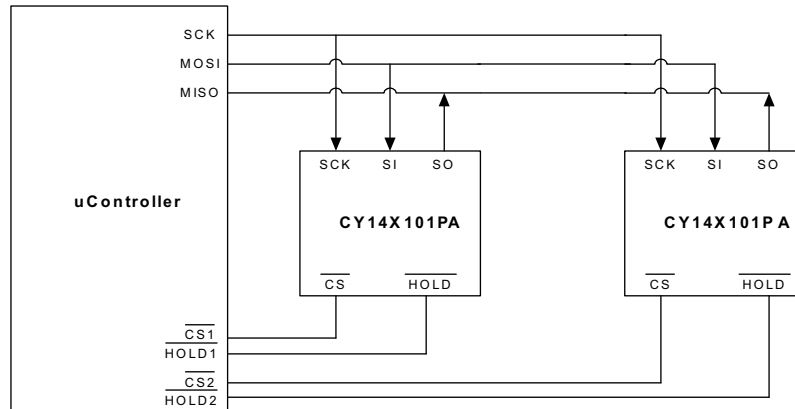 SCK
MOSI
MISO
uController
SCK SI SO
CY14X101PA
CS HOLD
SCK SI SO
CY14X101PA
CS HOLD
CS1
HOLD1
CS2
HOLD2